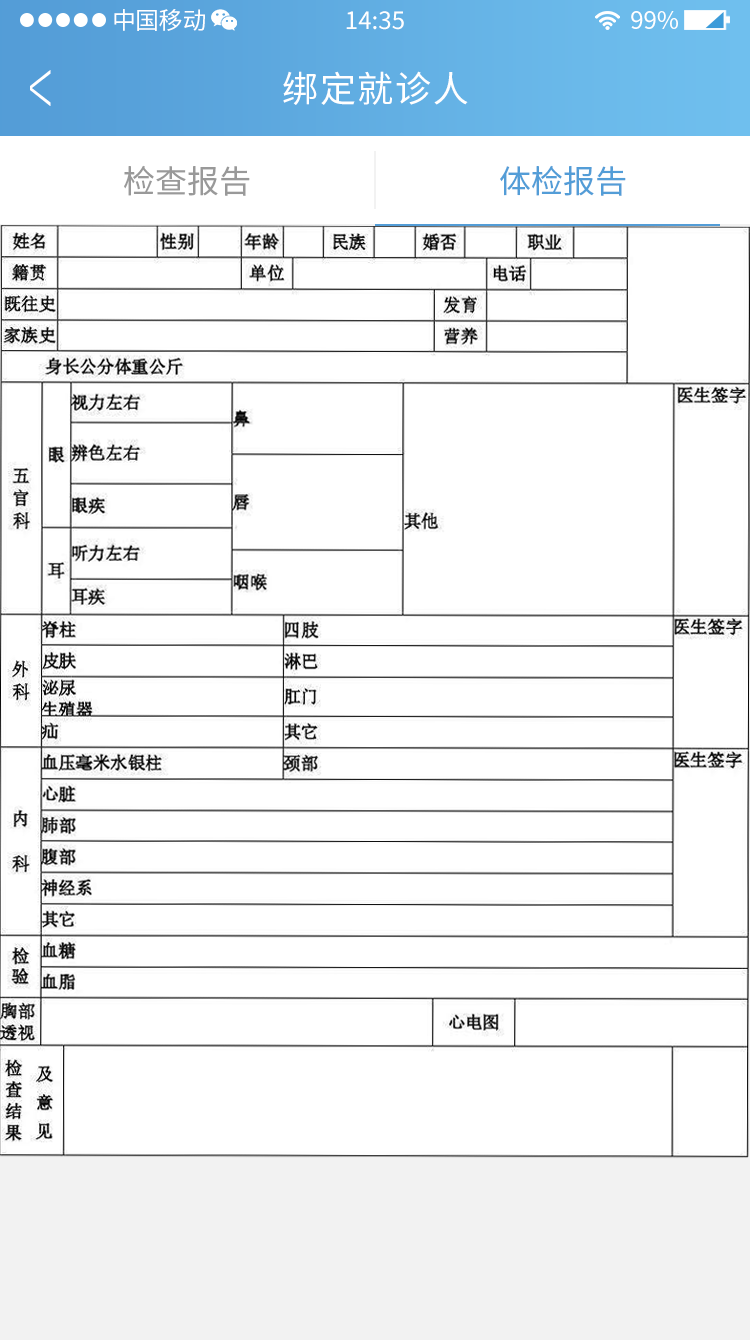 中国移动 14:35 99%
绑定就诊人
检查报告 体检报告
姓名 性别 年龄 民族 婚否 职业
籍贯 单位 电话
既往史 发育
家族史 营养
身长公分体重公斤
五官科 眼 视力左右 鼻 医生签字
辨色左右
眼疾 唇 其他
耳 听力左右
耳疾 咽喉
外科 脊柱 四肢 医生签字
皮肤 淋巴
泌尿 肛门
生殖器
疝 其它
内科 血压毫米水银柱 颈部 医生签字
心脏
肺部
腹部
神经系
其它
检验 血糖
血脂
胸部 心电图
透视
检查结果 及意见